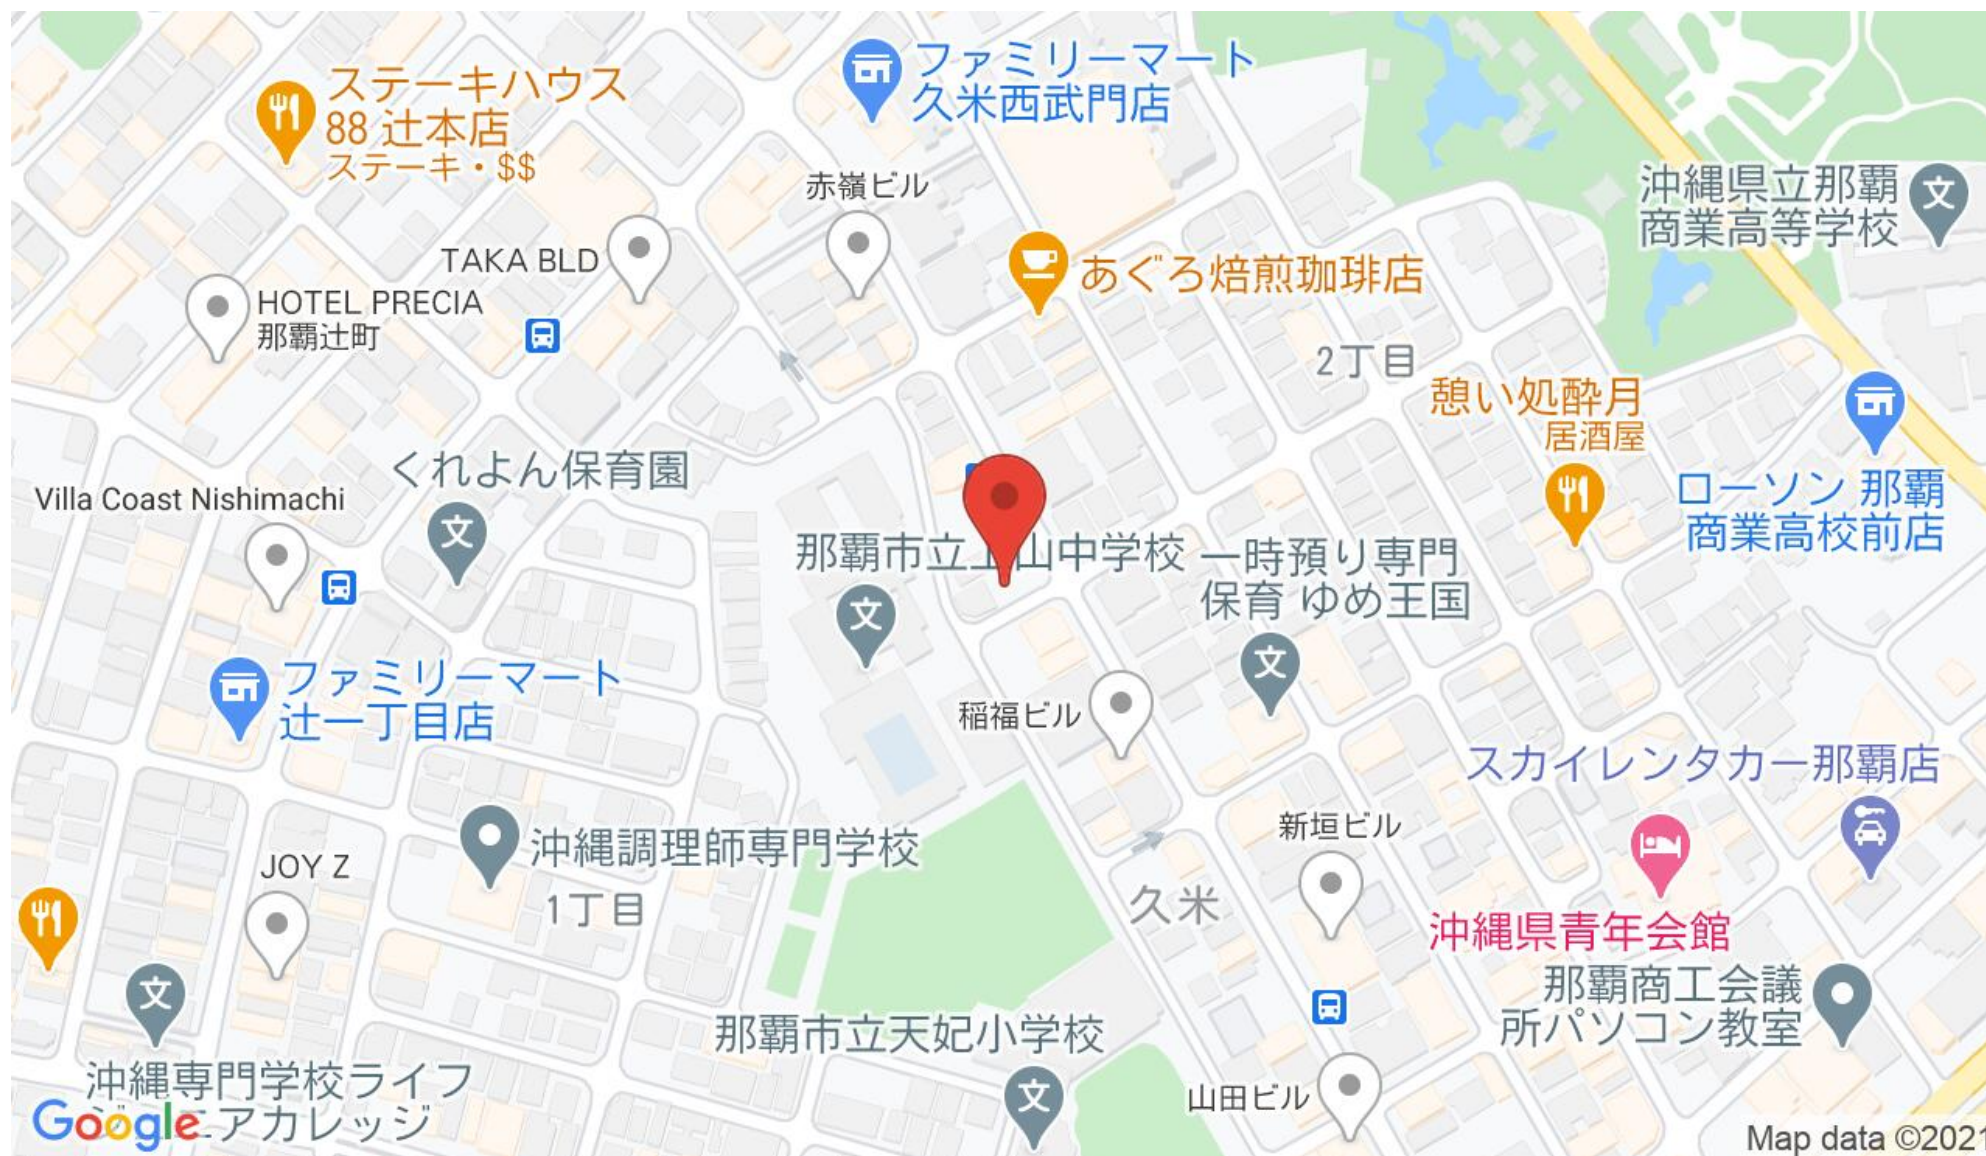 ファミリーマート
久米西武門店
ステーキハウス
88 辻本店
ステーキ・$$
沖縄県立那覇
商業高等学校
赤嶺ビル
TAKA BLD
あぐろ焙煎珈琲店
HOTEL PRECIA
那覇辻町
2丁目
憩い処酔月
居酒屋
くれよん保育園
Villa Coast Nishimachi
ローソン 那覇
商業高校前店
那覇市立上山中学校
一時預り専門
保育 ゆめ王国
ファミリーマート
辻一丁目店
稲福ビル
スカイレンタカー那覇店
新垣ビル
沖縄調理師専門学校
JOY Z
1丁目
久米
沖縄県青年会館
那覇商工会議
所パソコン教室
那覇市立天妃小学校
沖縄専門学校ライフ
ニアカレッジ
山田ビル
Google
Map data ©2021
文
文
文
文
文
文